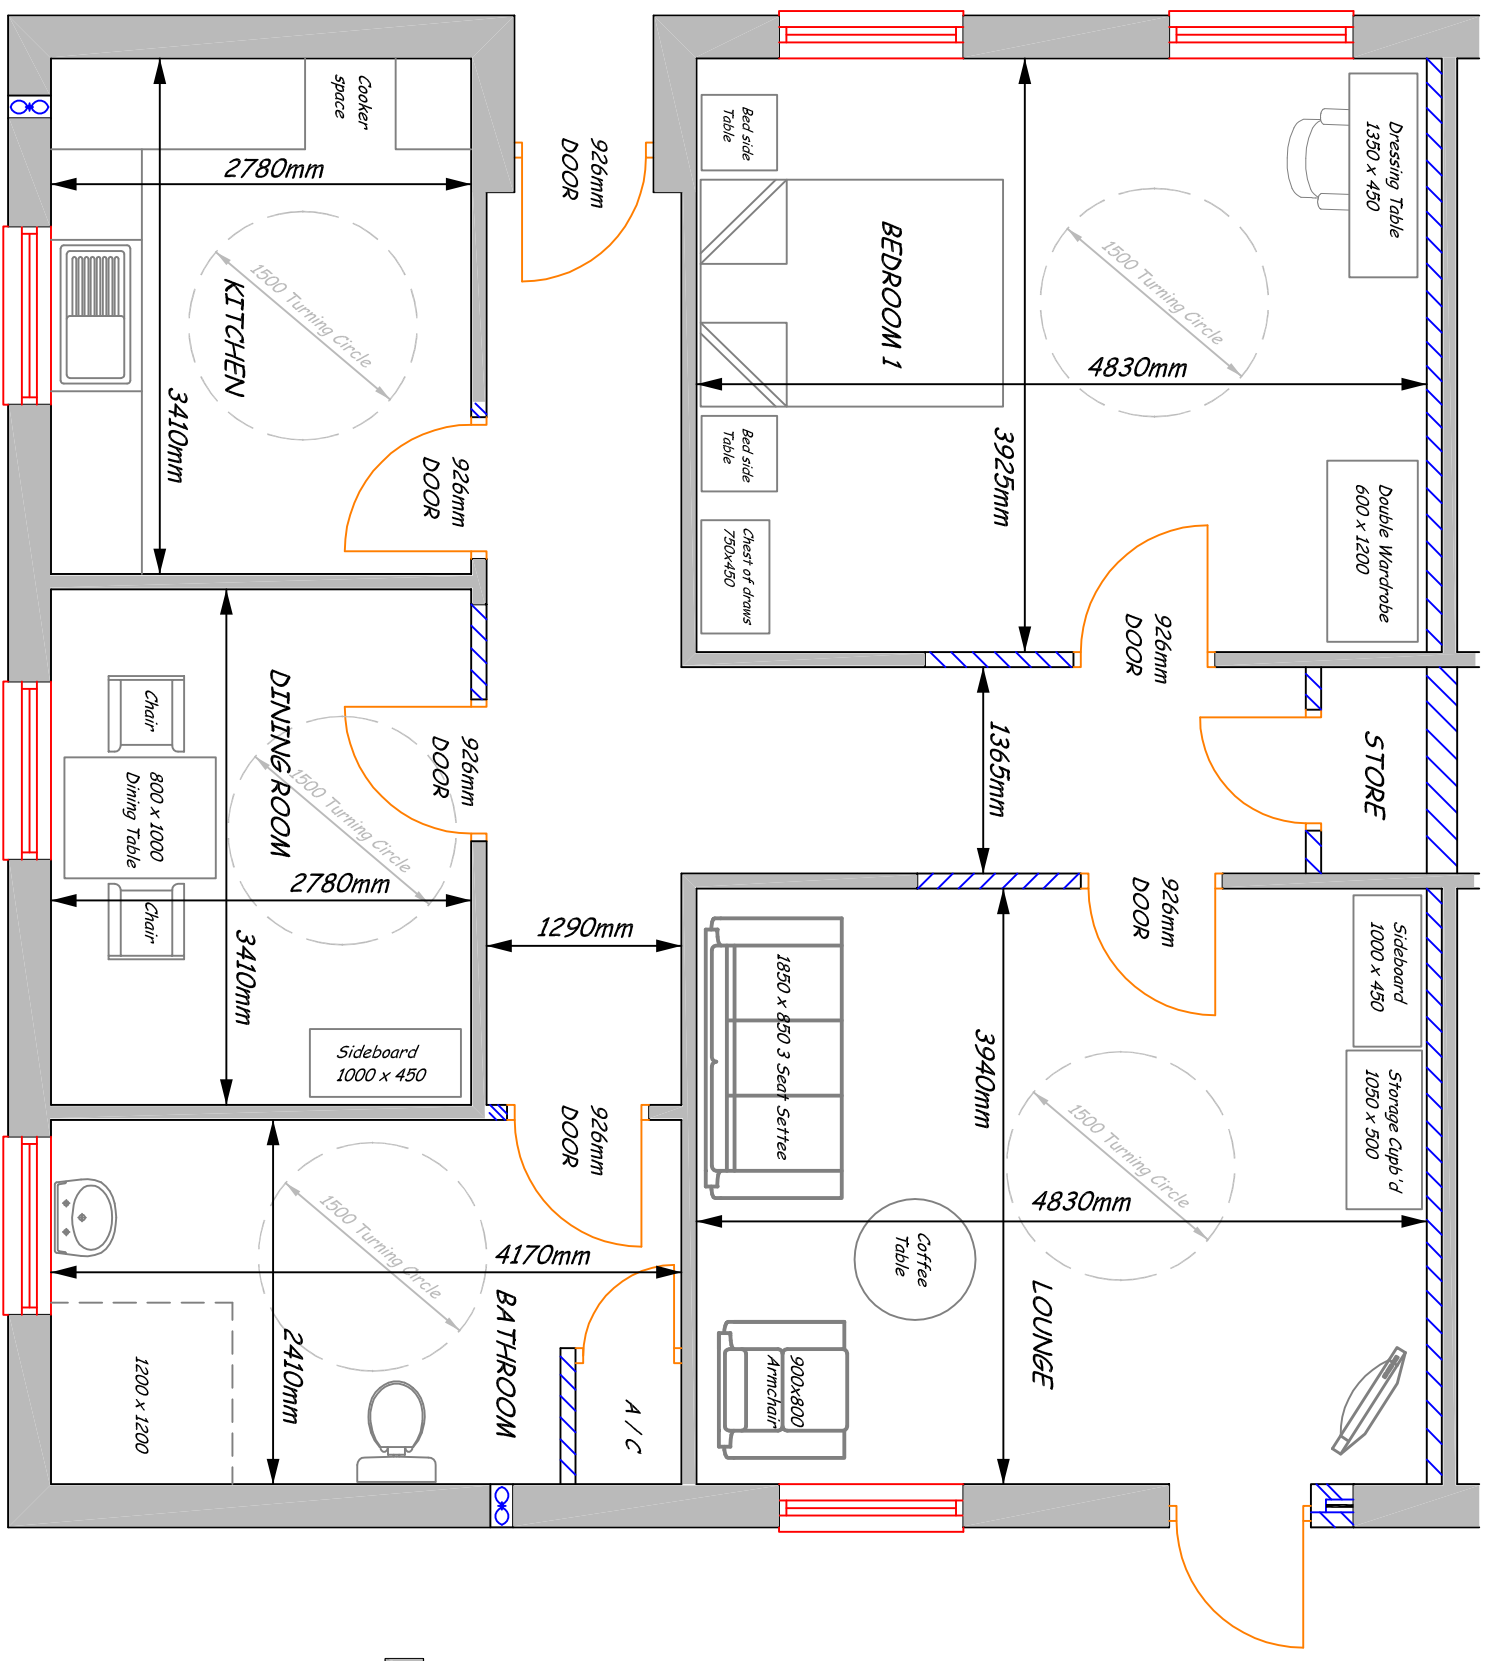 Cooker
space
2780mm
1500 Turning Circle
KITCHEN
3410mm
926mm
DOOR
926mm
DOOR
Bed side
Table
BEDROOM 1
Bed side
Table
Chest of draws
750x450
3925mm
4830mm
1500 Turning Circle
Dressing Table
1350 x 450
Double Wardrobe
600 x 1200
926mm
DOOR
1365mm
STORE
DINING ROOM
Chair
800 x 1000
Dining Table
Chair
1500 Turning Circle
926mm
DOOR
2780mm
3410mm
Sideboard
1000 x 450
1290mm
926mm
DOOR
926mm
DOOR
1850 x 850 3 Seat Settee
3940mm
Sideboard
1000 x 450
Storage Cupb'd
1050 x 500
1500 Turning Circle
4830mm
Coffee
Table
LOUNGE
900x800
Armchair
1500 Turning Circle
4170mm
BATHROOM
2410mm
1200 x 1200
A / C